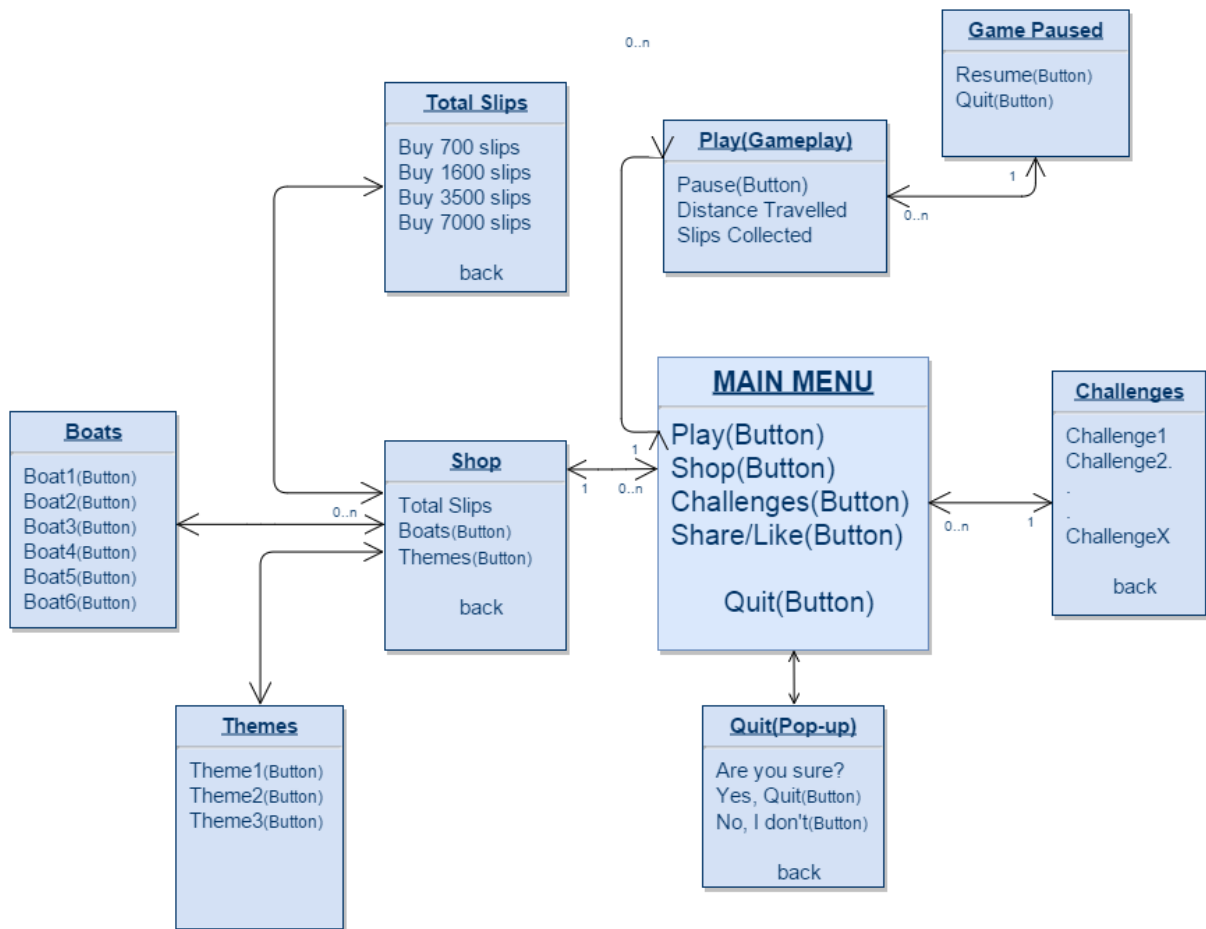 Game Paused
Resume(Button)
Quit(Button)
0..n
Total Slips
Buy 700 slips
Buy 1600 slips
Buy 3500 slips
Buy 7000 slips
back
Play(Gameplay)
Pause(Button)
Distance Travelled
Slips Collected
1
0..n
MAIN MENU
Play(Button)
Shop(Button)
Challenges(Button)
Share/Like(Button)
Quit(Button)
1
1
0..n
Challenges
Challenge1
Challenge2.
.
.
ChallengeX
back
0..n
1
Boats
Boat1(Button)
Boat2(Button)
Boat3(Button)
Boat4(Button)
Boat5(Button)
Boat6(Button)
Shop
Total Slips
Boats(Button)
Themes(Button)
back
0..n
Themes
Theme1(Button)
Theme2(Button)
Theme3(Button)
Quit(Pop-up)
Are you sure?
Yes, Quit(Button)
No, I don't(Button)
back